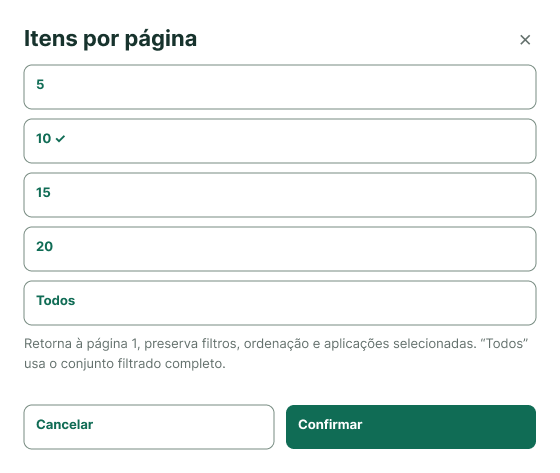 Itens por página
×
5
10 ✓
15
20
Todos
Retorna à página 1, preserva filtros, ordenação e aplicações selecionadas. “Todos”
usa o conjunto filtrado completo.
Cancelar
Confirmar